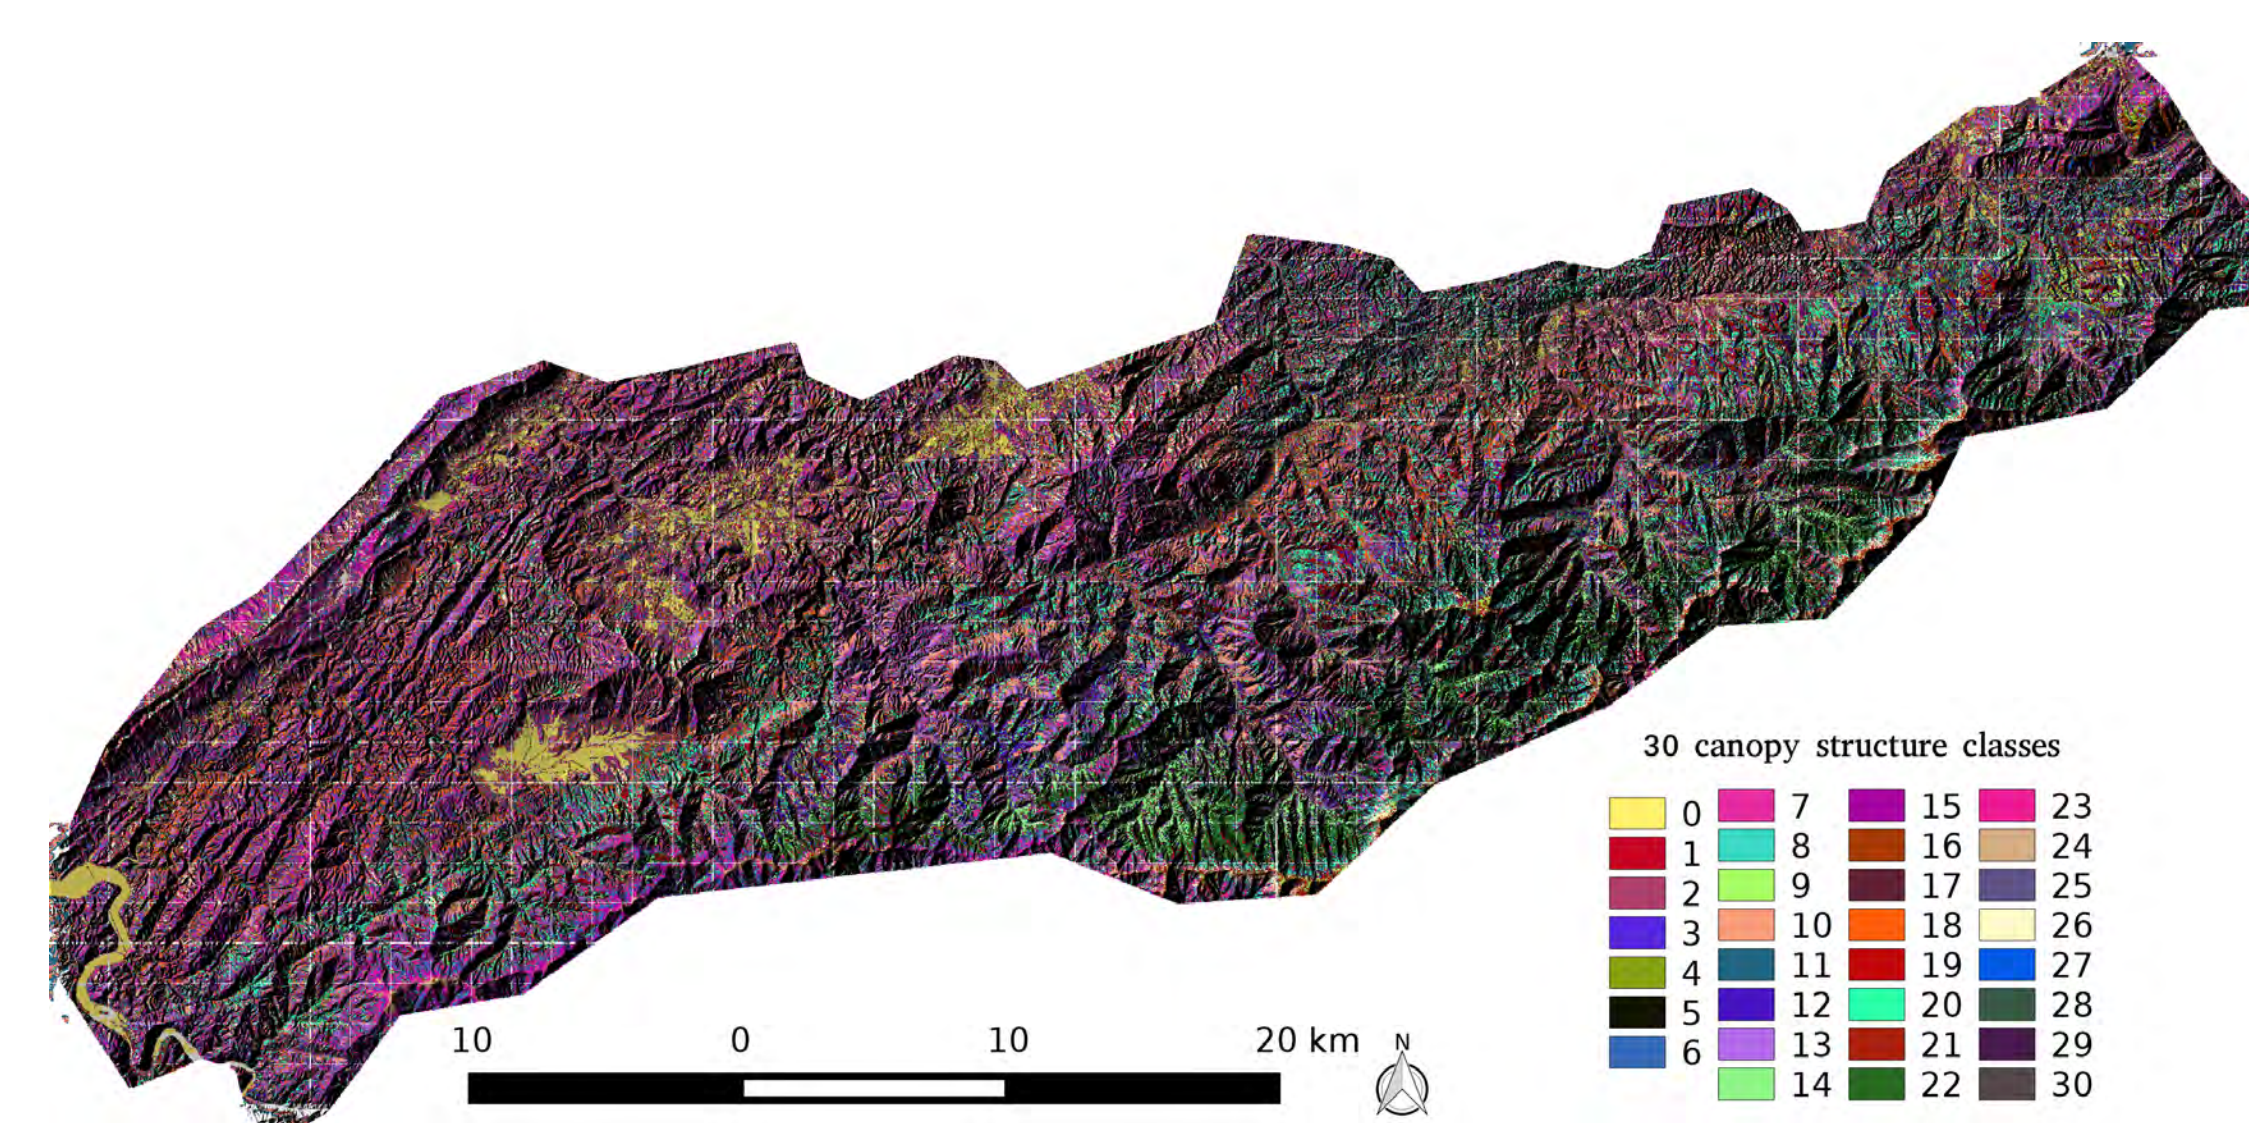 30 canopy structure classes
0 7 15 23
1 8 16 24
2 9 17 25
3 10 18 26
4 11 19 27
5 12 20 28
6 13 21 29
14 22 30
10 0 10 20 km
N